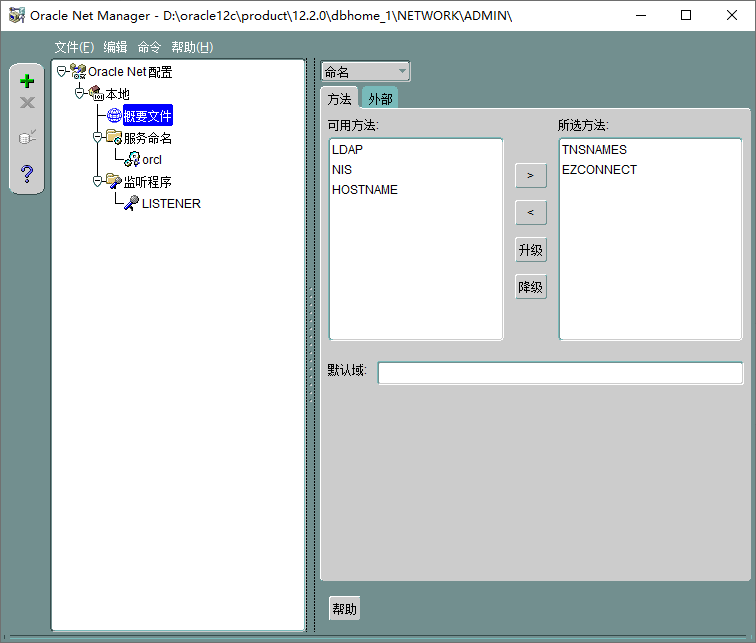 Oracle Net Manager - D:\oracle12c\product\12.2.0\dbhome_1\NETWORK\ADMIN\
文件(F) 编辑 命令 帮助(H)
Oracle Net 配置
本地
概要文件
服务命名
orcl
监听程序
LISTENER
命名
方法 外部
可用方法:
LDAP
NIS
HOSTNAME
>
<
升级
降级
所选方法:
TNSNAMES
EZCONNECT
默认域:
帮助